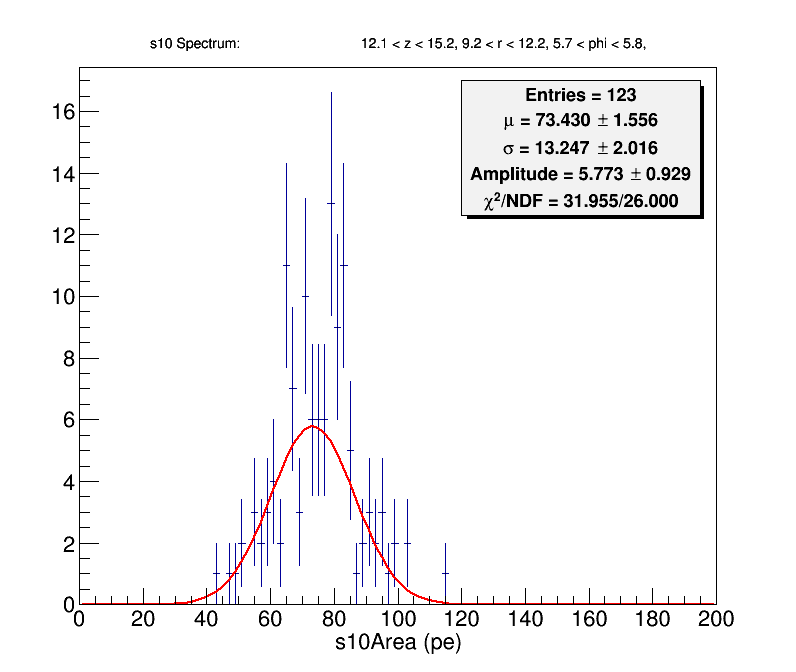 s10 Spectrum: 12.1 < z < 15.2, 9.2 < r < 12.2, 5.7 < phi < 5.8,
Entries = 123
μ = 73.430 ± 1.556
σ = 13.247 ± 2.016
Amplitude = 5.773 ± 0.929
χ²/NDF = 31.955/26.000
16
14
12
10
8
6
4
2
0
0 20 40 60 80 100 120 140 160 180 200
s10Area (pe)